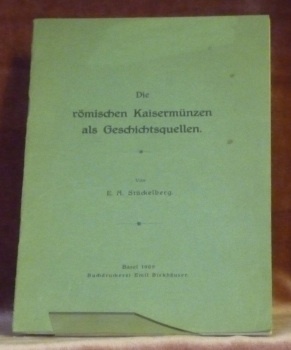 Die
römischen Kaisermünzen
als Geschichtsquellen.
von
E. A. Stückelberg.
Basel
Buchdruckerei Emil Birkhäuser.